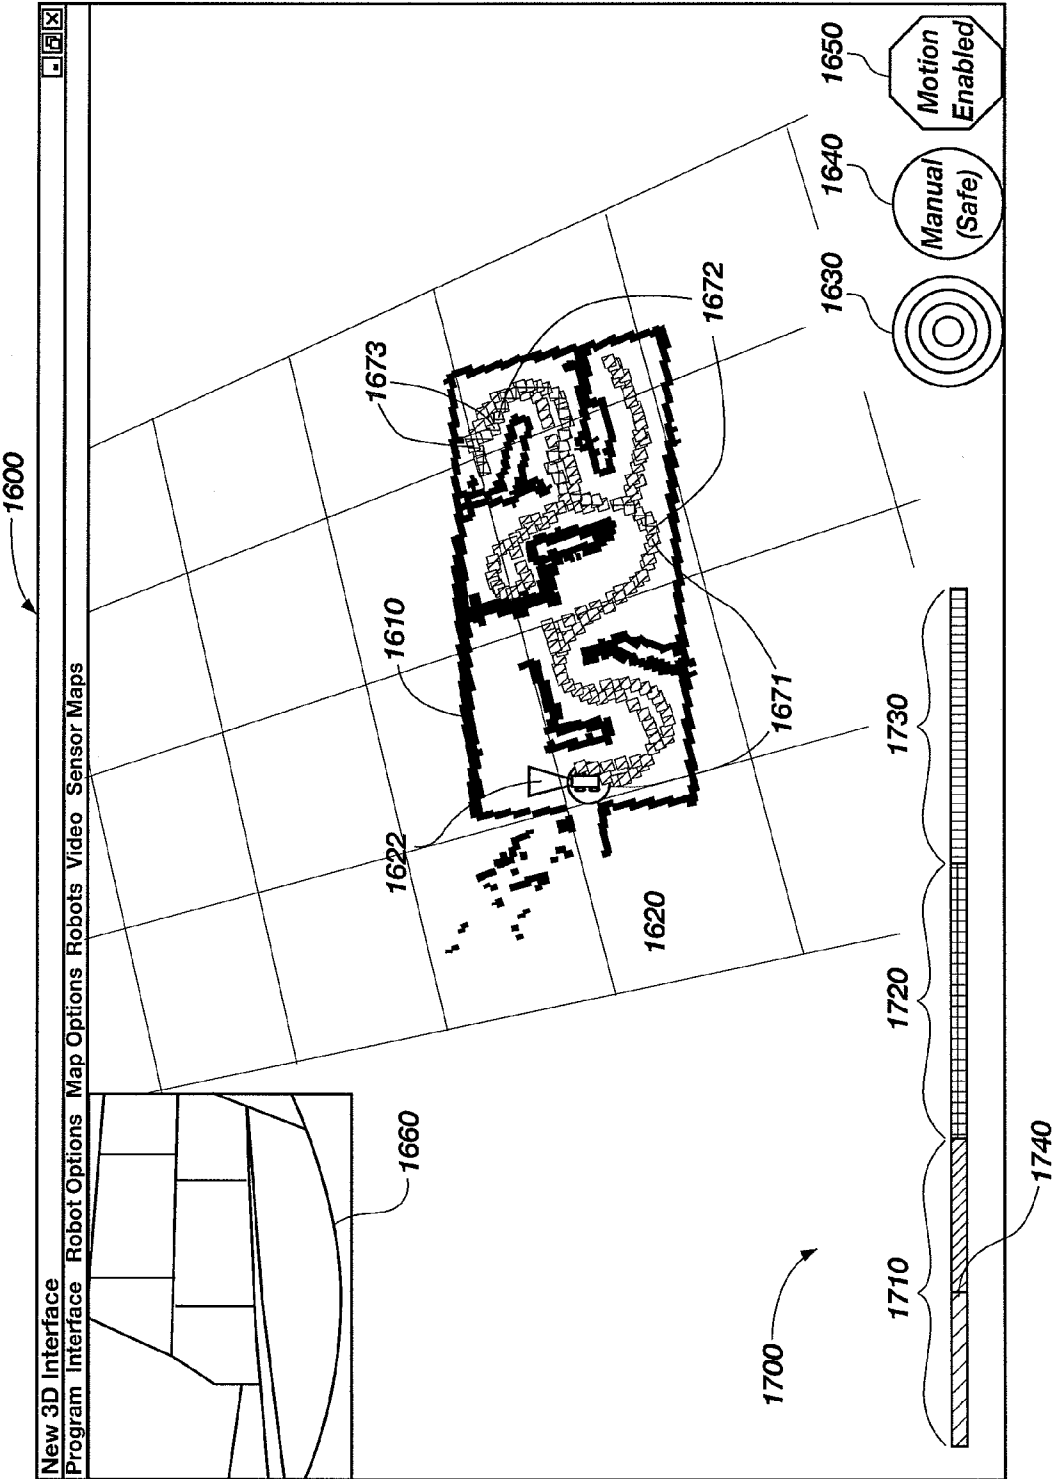 1600
New 3D Interface
Program Interface Robot Options Map Options Robots Video Sensor Maps
1660
1622
1610
1673
1672
1620
1671
1700
1710
1720
1730
1740
1630
1640
1650
Manual
(Safe)
Motion
Enabled